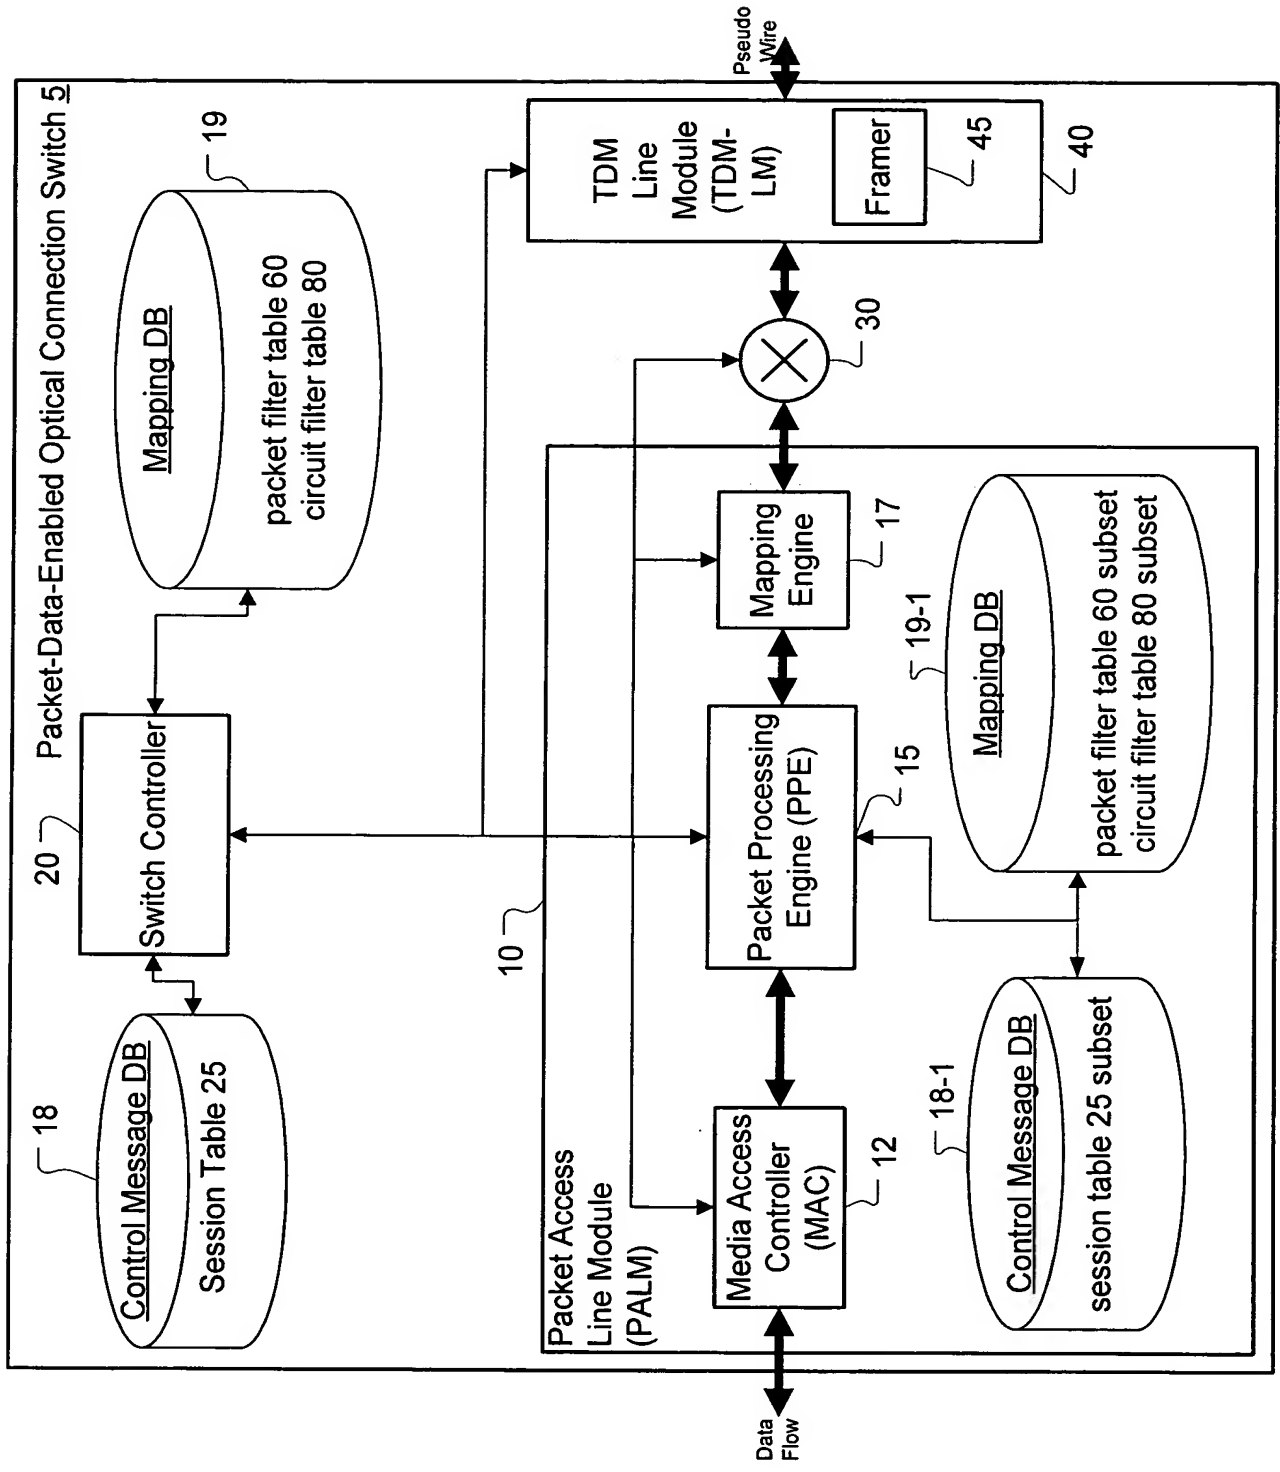 Packet-Data-Enabled Optical Connection Switch 5
18
Control Message DB
Session Table 25
20
Switch Controller
19
Mapping DB
packet filter table 60
circuit filter table 80
10
Packet Access
Line Module
(PALM)
Data
Flow
Media Access
Controller
(MAC)
12
Packet Processing
Engine (PPE)
15
Mapping
Engine
17
30
TDM
Line
Module
(TDM-
LM)
Framer
45
40
Pseudo
Wire
18-1
Control Message DB
session table 25 subset
19-1
Mapping DB
packet filter table 60 subset
circuit filter table 80 subset